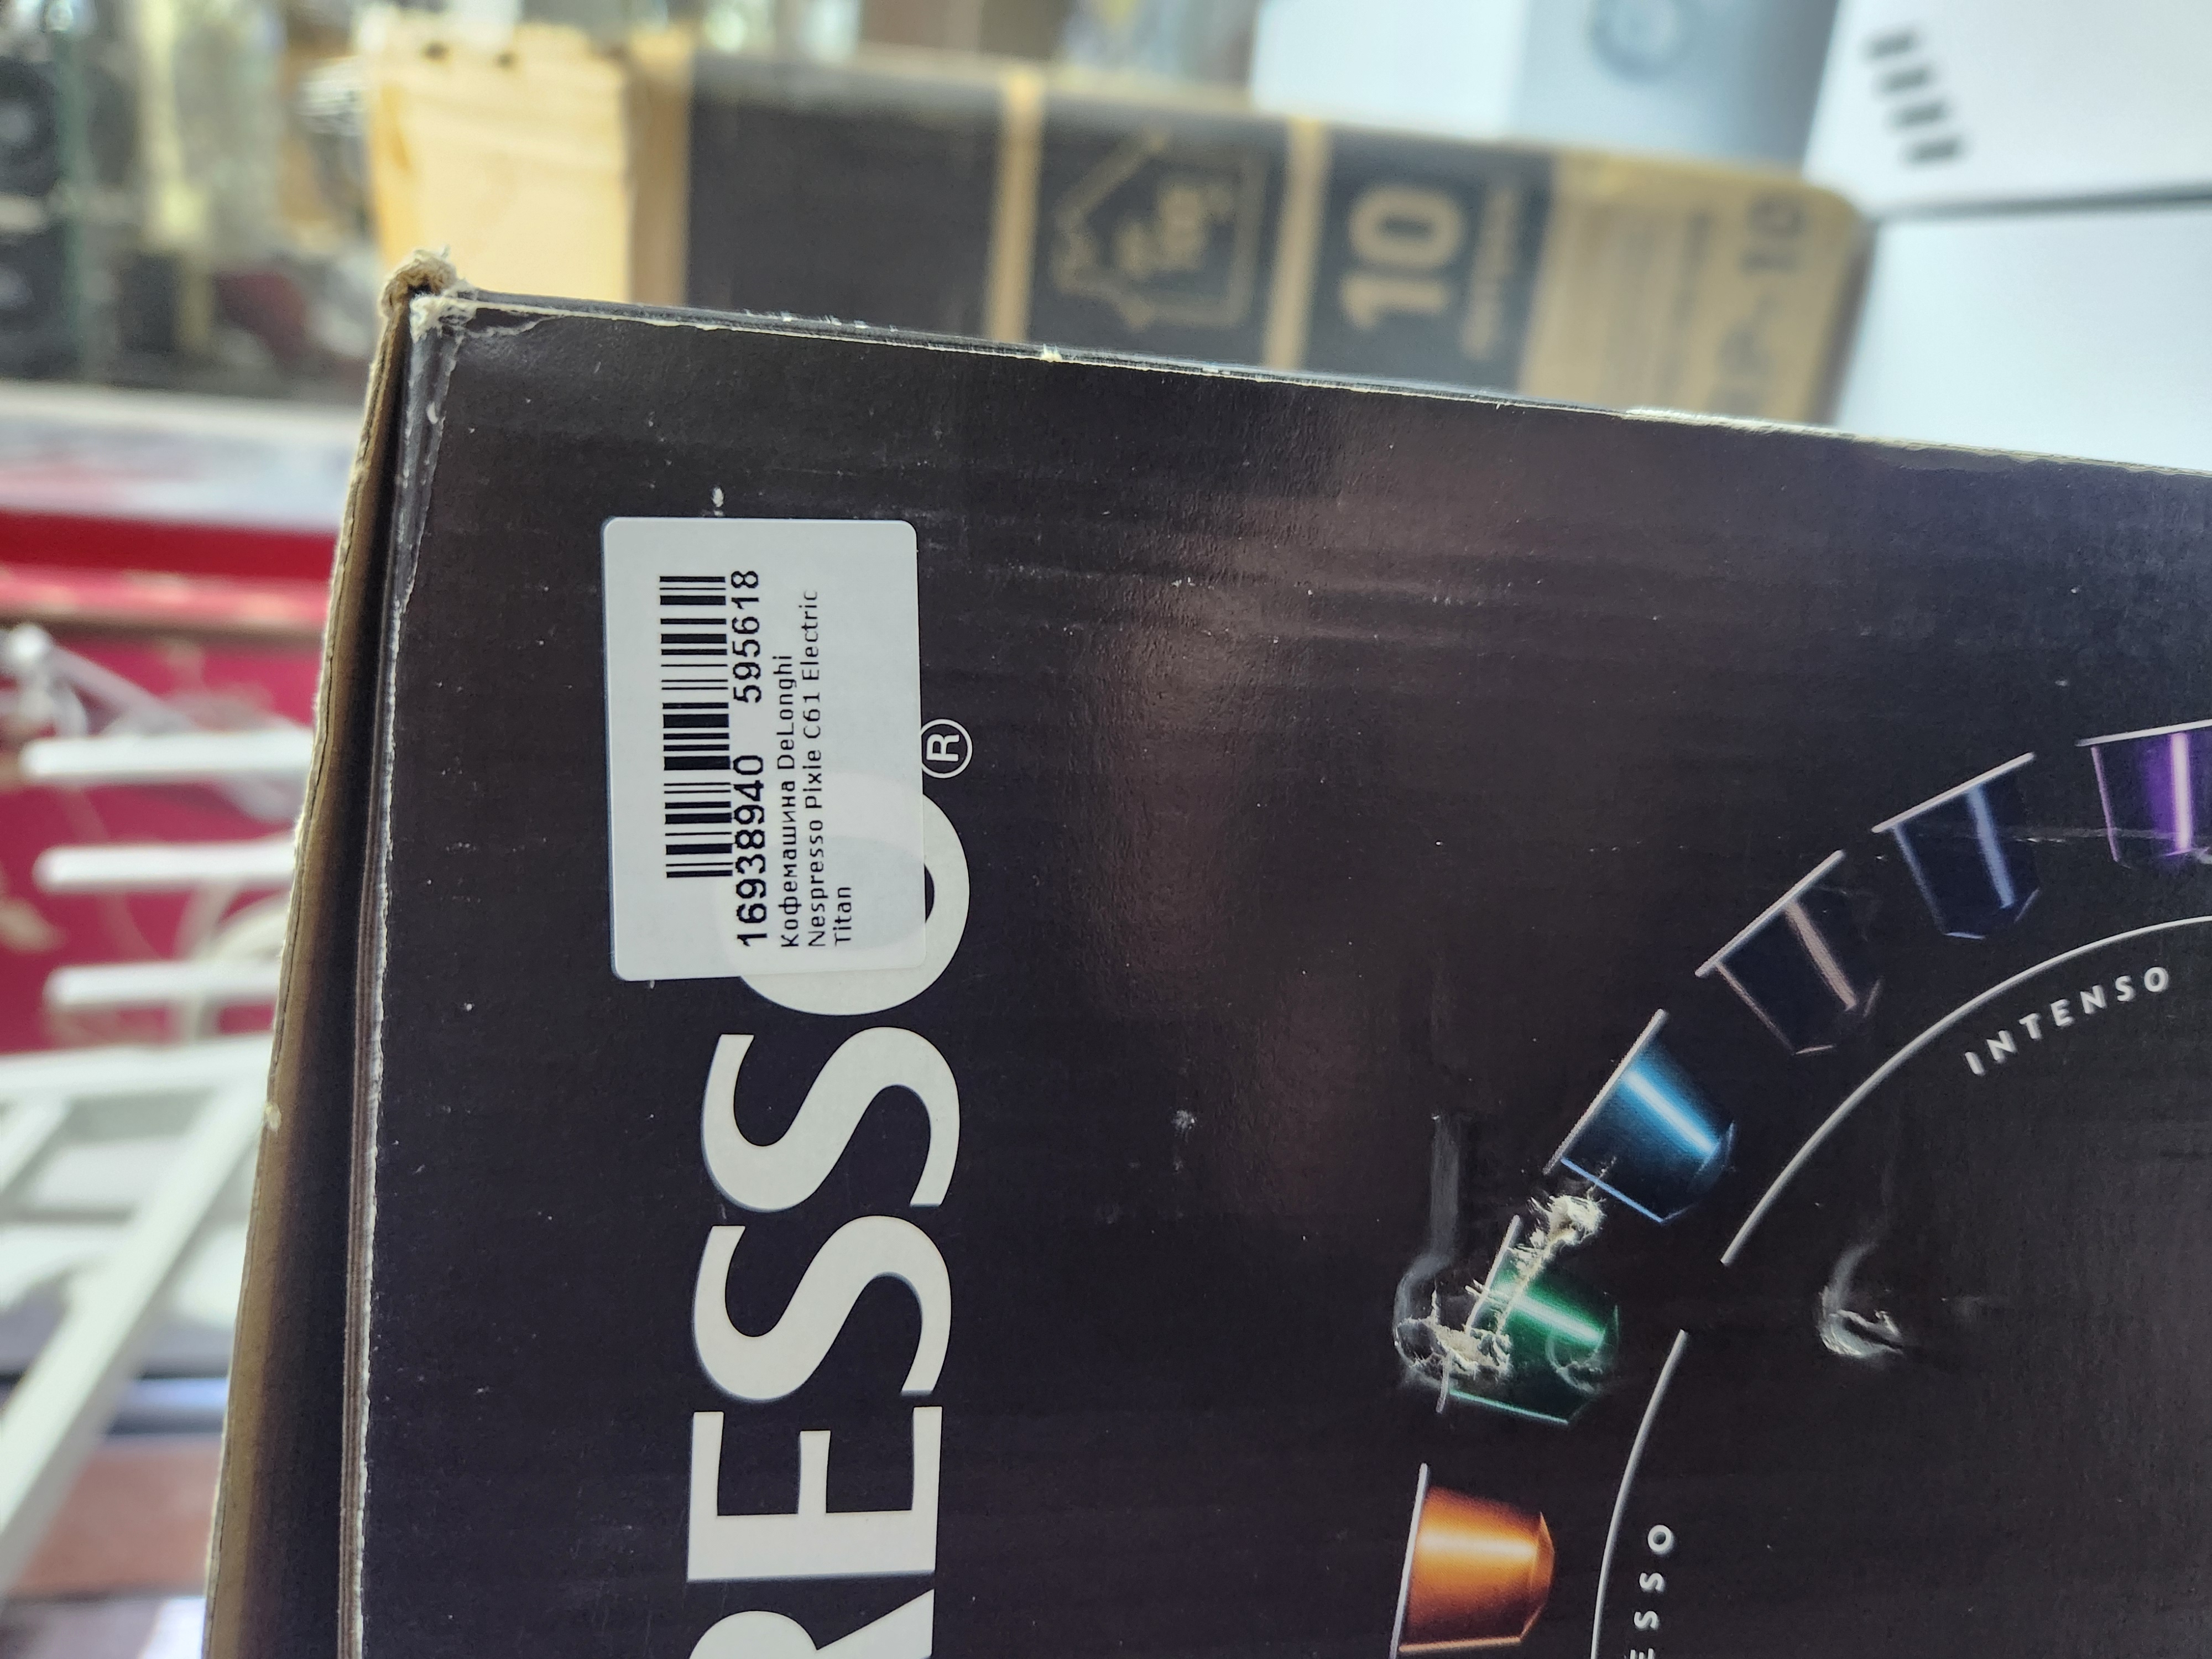 16938940 595618
Кофемашина DeLonghi
Nespresso Pixie C61 Electric
Titan
RESSO®
INTENSO
ESSO
10